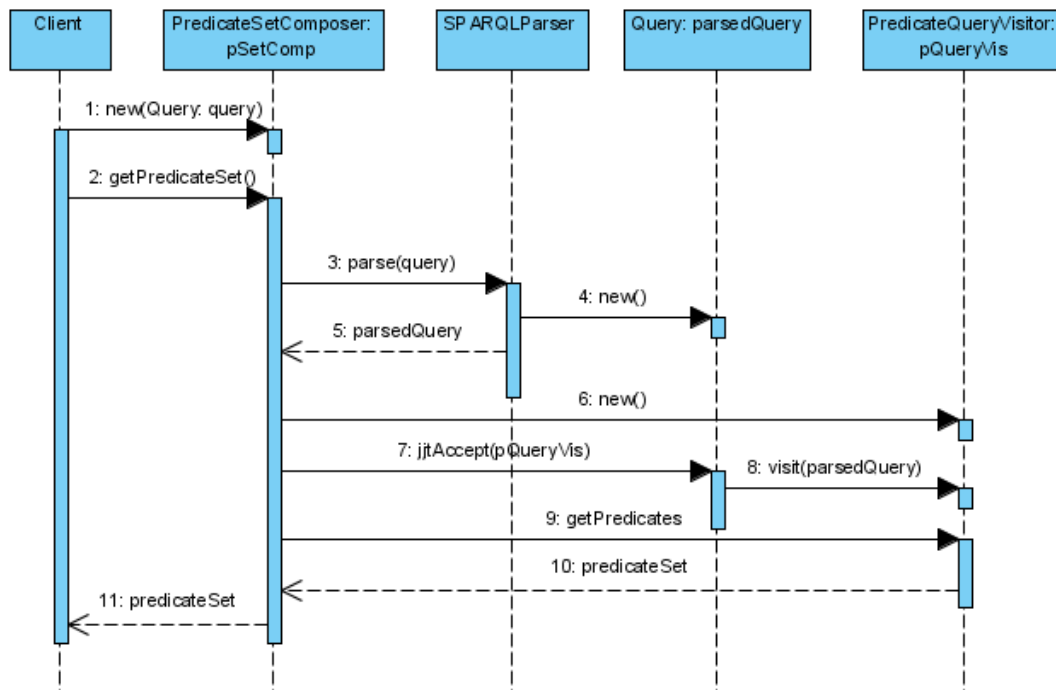 Client
PredicateSetComposer:
pSetComp
SPARQLParser
Query: parsedQuery
PredicateQueryVisitor:
pQueryVis
1: new(Query: query)
2: getPredicateSet()
3: parse(query)
4: new()
5: parsedQuery
6: new()
7: jjtAccept(pQueryVis)
8: visit(parsedQuery)
9: getPredicates
10: predicateSet
11: predicateSet